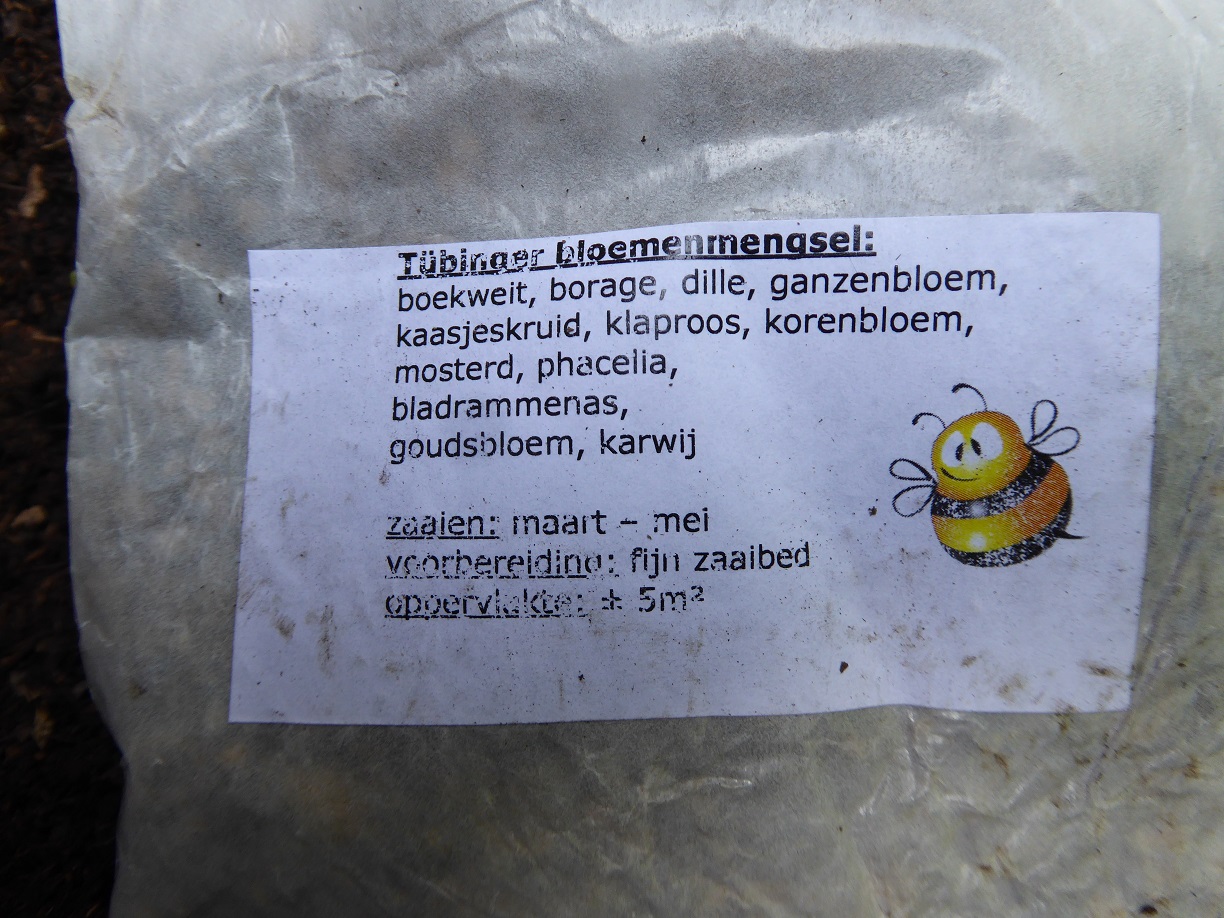 Tübinger bloemenmengsel:
boekweit, borage, dille, ganzenbloem,
kaasjeskruid, klaproos, korenbloem,
mosterd, phacelia,
bladrammenas,
goudsbloem, karwij
zaaien: maart – mei
voorbereiding: fijn zaaibed
oppervlakte: ± 5m²